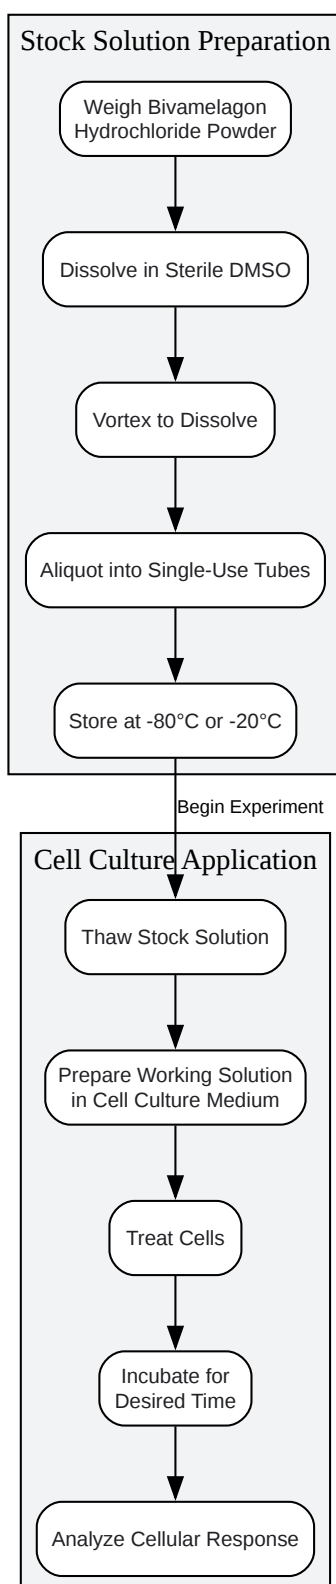 Stock Solution Preparation
Weigh Bivamelagon
Hydrochloride Powder
Dissolve in Sterile DMSO
Vortex to Dissolve
Aliquot into Single-Use Tubes
Store at -80°C or -20°C
Begin Experiment
Cell Culture Application
Thaw Stock Solution
Prepare Working Solution
in Cell Culture Medium
Treat Cells
Incubate for
Desired Time
Analyze Cellular Response